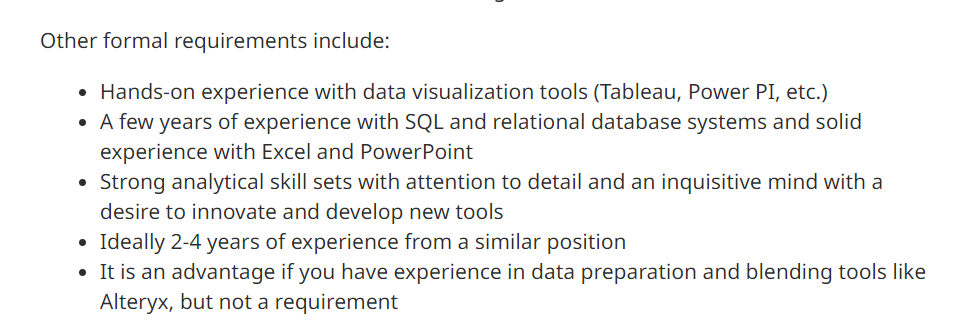 Other formal requirements include:
• Hands-on experience with data visualization tools (Tableau, Power PI, etc.)
• A few years of experience with SQL and relational database systems and solid
experience with Excel and PowerPoint
• Strong analytical skill sets with attention to detail and an inquisitive mind with a
desire to innovate and develop new tools
• Ideally 2-4 years of experience from a similar position
• It is an advantage if you have experience in data preparation and blending tools like
Alteryx, but not a requirement